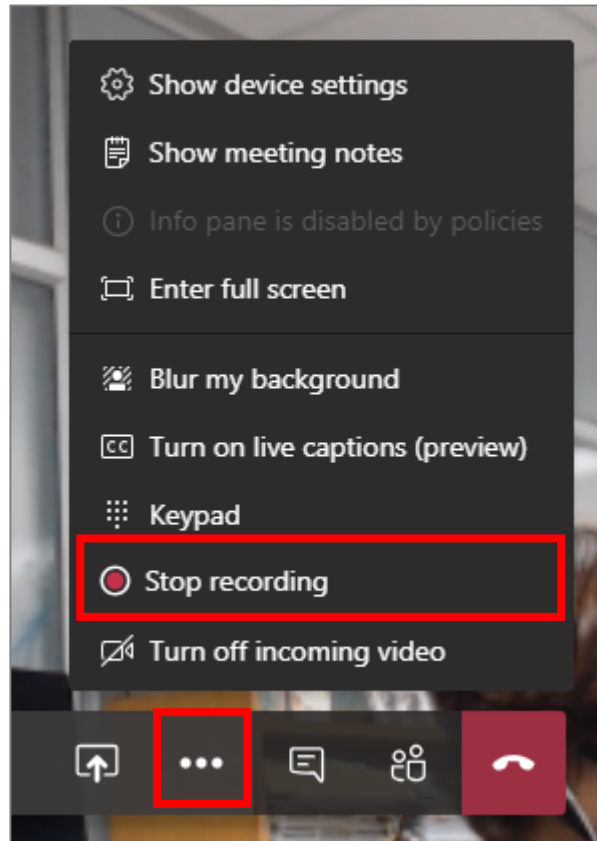 Show device settings
Show meeting notes
Info pane is disabled by policies
Enter full screen
Blur my background
CC Turn on live captions (preview)
Keypad
Stop recording
Turn off incoming video